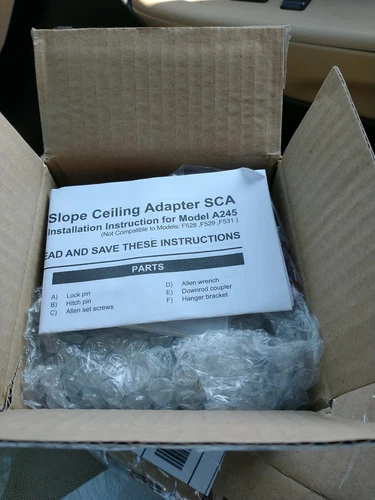 Slope Ceiling Adapter SCA
Installation Instruction for Model A245
(Not Compatible to Models: F528 ,F529 ,F531 )
EAD AND SAVE THESE INSTRUCTIONS
PARTS
A) Lock pin
B) Hitch pin
C) Allen set screws
D) Allen wrench
E) Downrod coupler
F) Hanger bracket